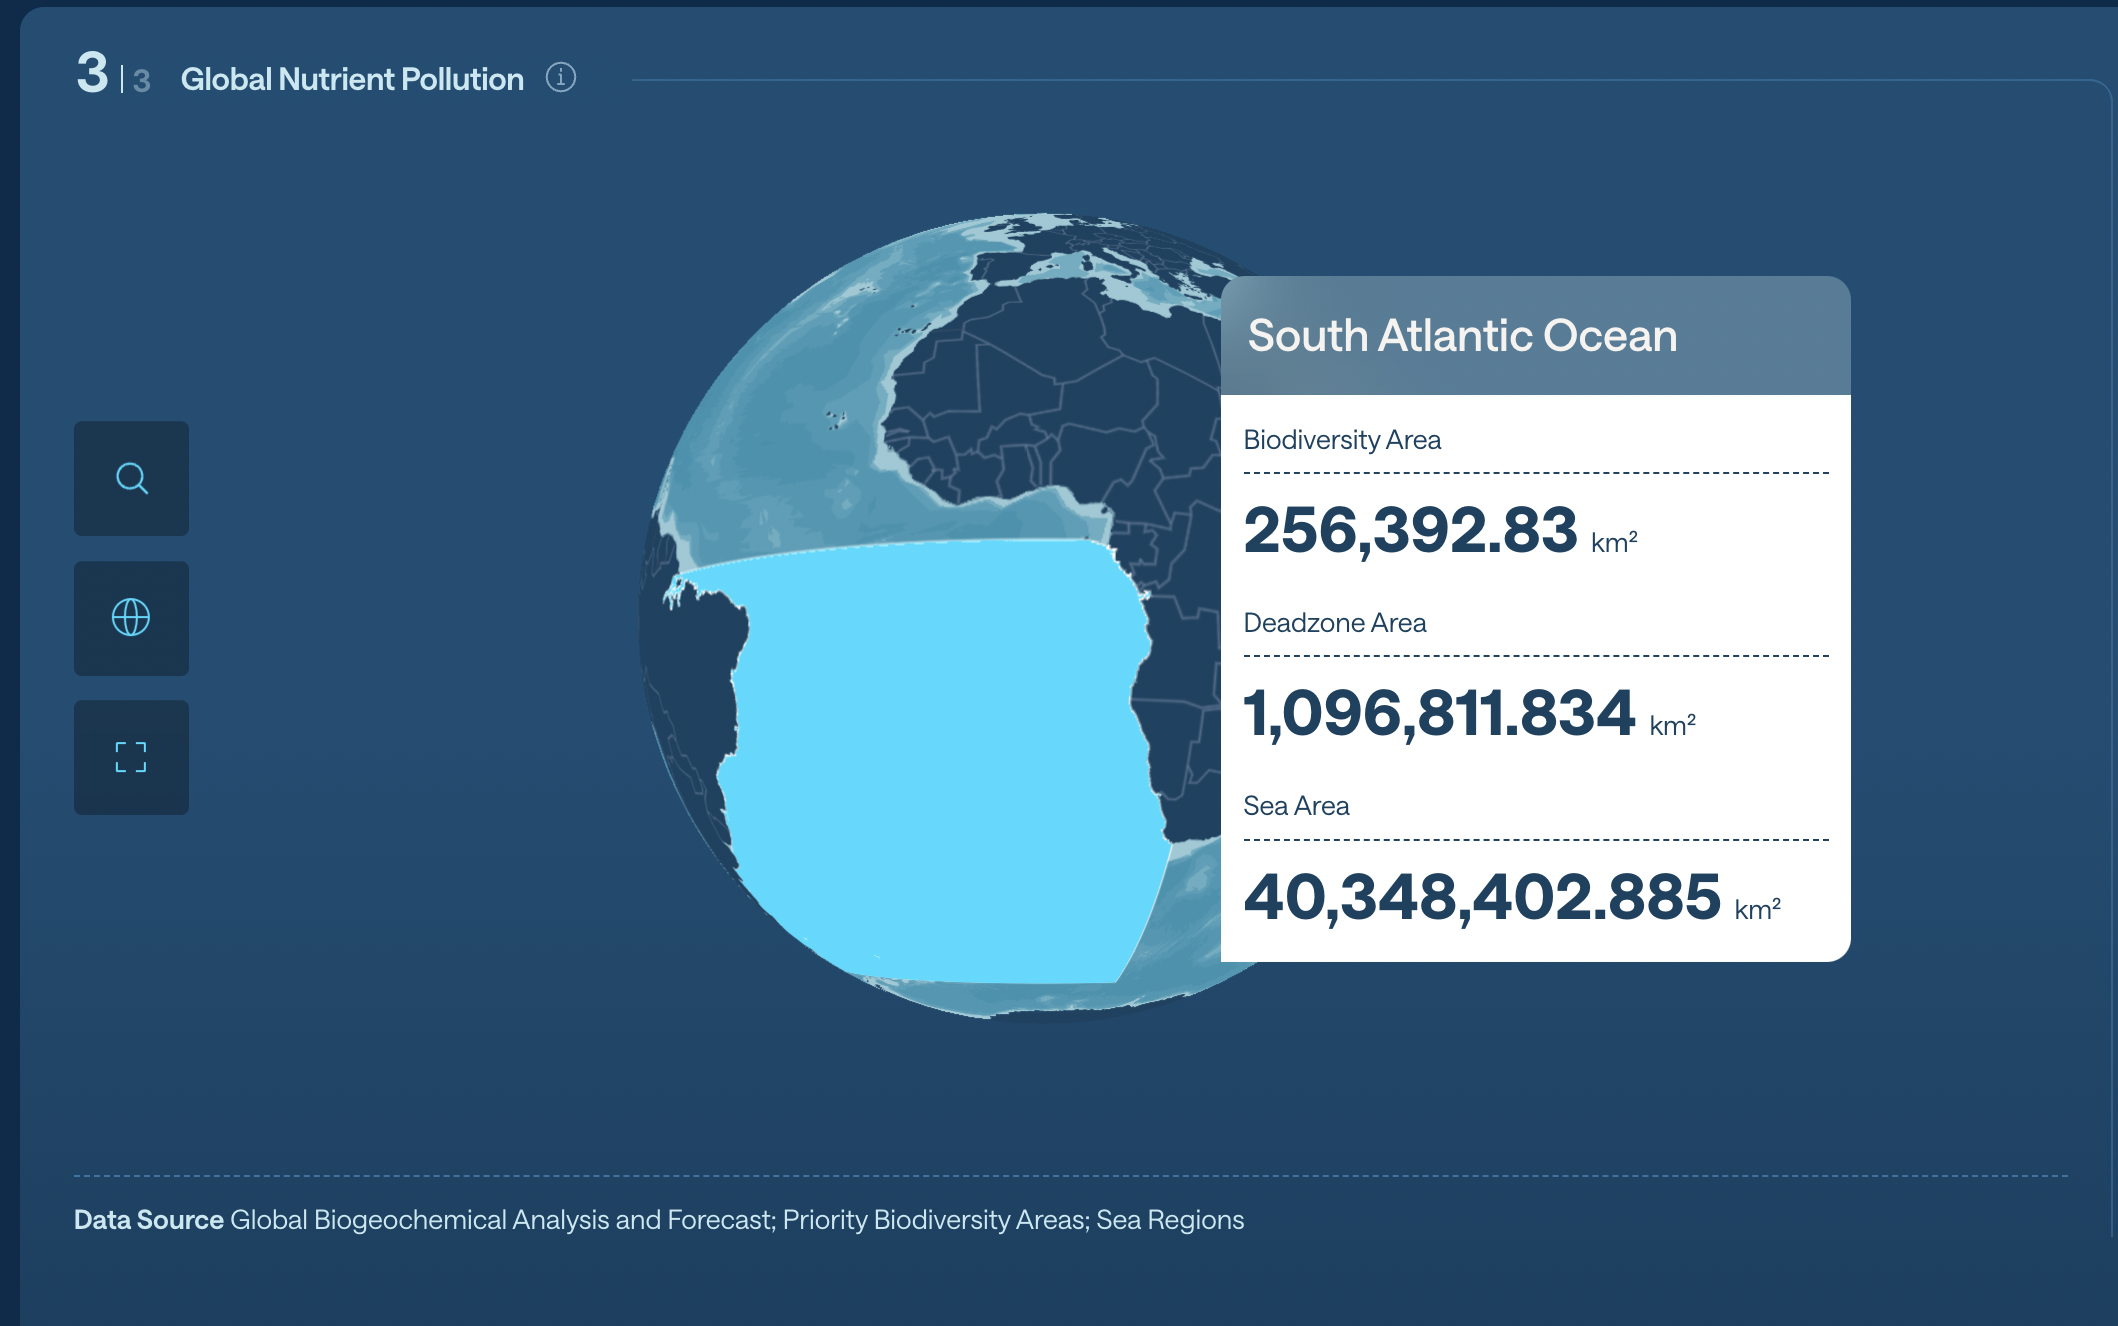 3 | 3 Global Nutrient Pollution i
South Atlantic Ocean
Biodiversity Area
256,392.83 km²
Deadzone Area
1,096,811.834 km²
Sea Area
40,348,402.885 km²
Data Source Global Biogeochemical Analysis and Forecast; Priority Biodiversity Areas; Sea Regions